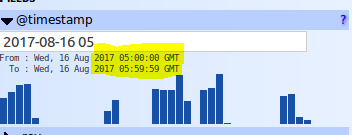 @timestamp ?
2017-08-16 05
From : Wed, 16 Aug 2017 05:00:00 GMT
To : Wed, 16 Aug 2017 05:59:59 GMT